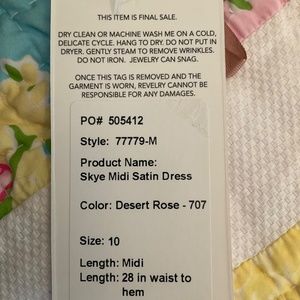 THIS ITEM IS FINAL SALE.
DRY CLEAN OR MACHINE WASH ME ON A COLD,
DELICATE CYCLE. HANG TO DRY. DO NOT PUT IN
DRYER. GENTLY STEAM TO REMOVE WRINKLES.
DO NOT IRON. JEWELRY CAN SNAG.
ONCE THIS TAG IS REMOVED AND THE
GARMENT IS WORN, REVELRY CANNOT BE
RESPONSIBLE FOR ANY DAMAGES.
PO# 505412
Style: 77779-M
Product Name:
Skye Midi Satin Dress
Color: Desert Rose - 707
Size: 10
Length: Midi
Length: 28 in waist to
hem